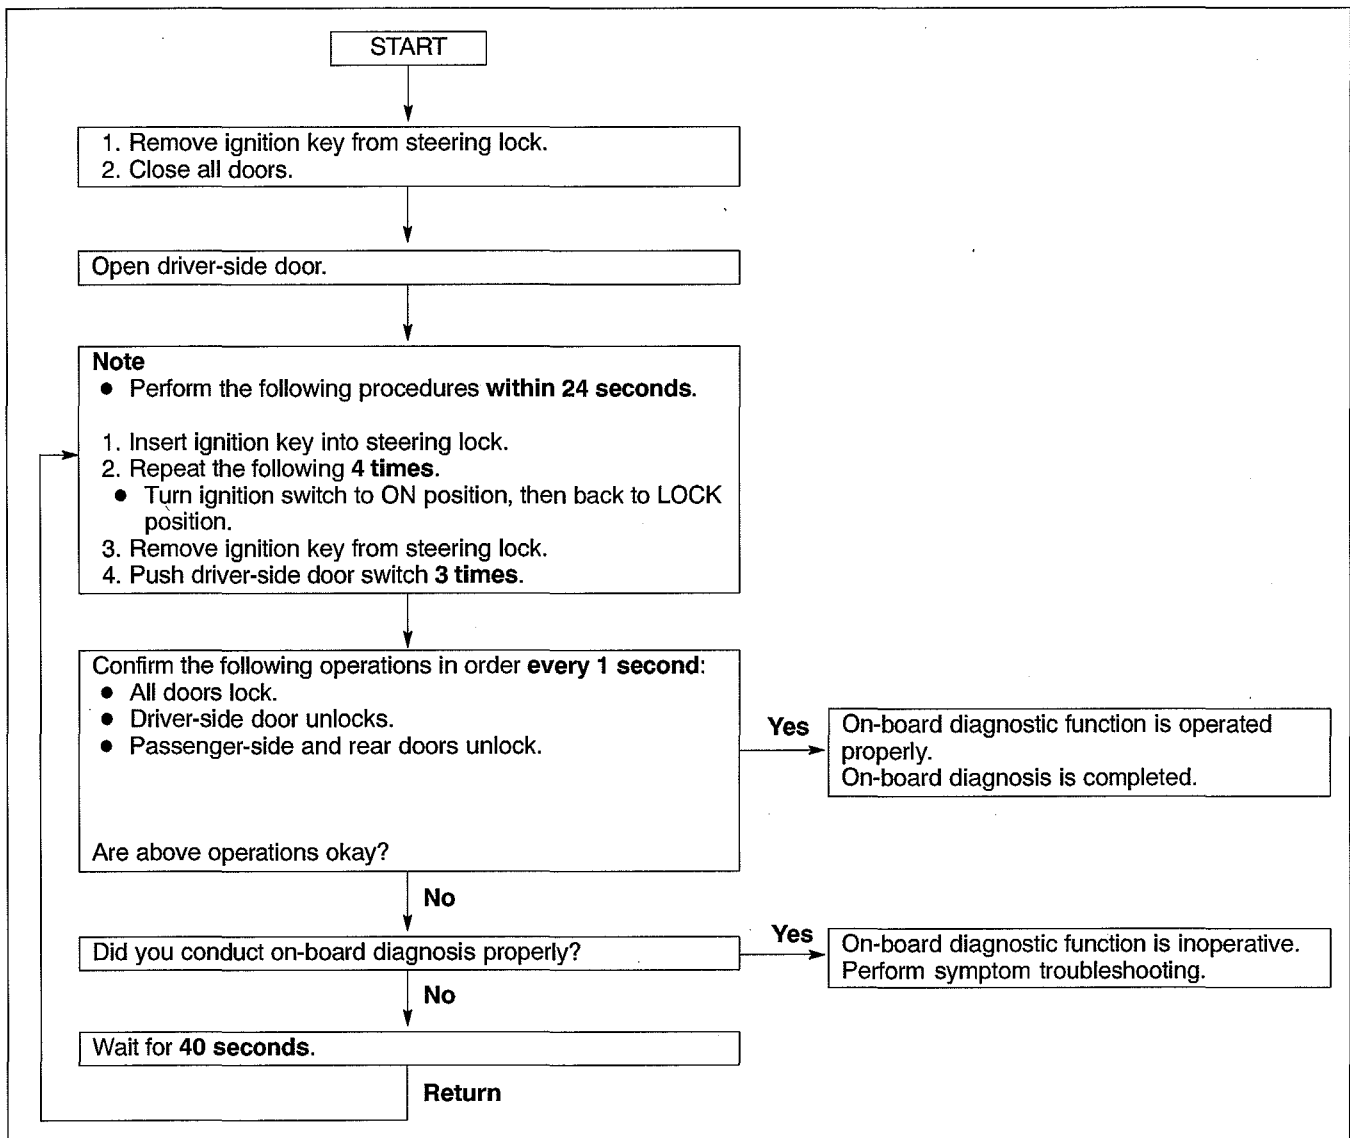 START
1. Remove ignition key from steering lock.
2. Close all doors.
Open driver-side door.
Note
● Perform the following procedures within 24 seconds.
1. Insert ignition key into steering lock.
2. Repeat the following 4 times.
● Turn ignition switch to ON position, then back to LOCK
position.
3. Remove ignition key from steering lock.
4. Push driver-side door switch 3 times.
Confirm the following operations in order every 1 second:
● All doors lock.
● Driver-side door unlocks.
● Passenger-side and rear doors unlock.
Are above operations okay?
Yes
On-board diagnostic function is operated
properly.
On-board diagnosis is completed.
No
Did you conduct on-board diagnosis properly?
Yes
On-board diagnostic function is inoperative.
Perform symptom troubleshooting.
No
Wait for 40 seconds.
Return